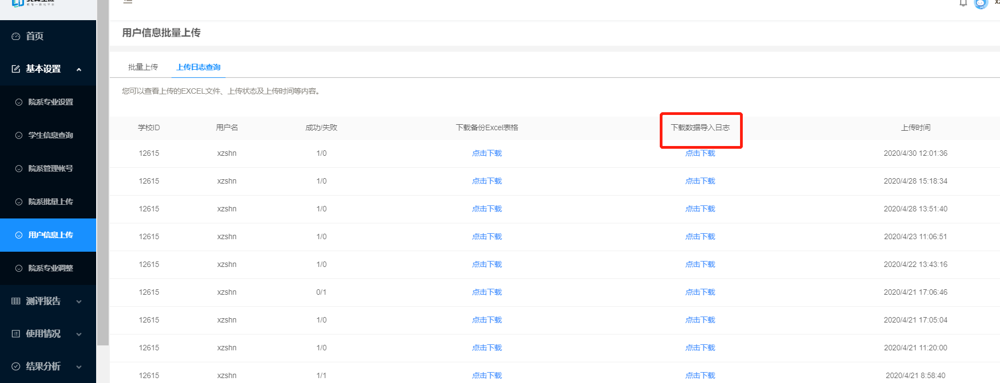 首页
基本设置
院系专业设置
学生信息查询
院系管理帐号
院系批量上传
用户信息上传
院系专业调整
测评报告
使用情况
结果分析
用户信息批量上传
批量上传 上传日志查询
您可以查看上传的EXCEL文件、上传状态及上传时间等内容。
学校ID 用户名 成功/失败 下载备份Excel表格 下载数据导入日志 上传时间
12615 xzshn 1/0 点击下载 点击下载 2020/4/30 12:01:36
12615 xzshn 1/0 点击下载 点击下载 2020/4/28 15:18:34
12615 xzshn 1/0 点击下载 点击下载 2020/4/28 13:51:40
12615 xzshn 1/0 点击下载 点击下载 2020/4/23 11:06:51
12615 xzshn 1/0 点击下载 点击下载 2020/4/22 13:43:16
12615 xzshn 0/1 点击下载 点击下载 2020/4/21 17:06:46
12615 xzshn 1/0 点击下载 点击下载 2020/4/21 17:05:04
12615 xzshn 1/0 点击下载 点击下载 2020/4/21 11:20:00
12615 xzshn 1/1 点击下载 点击下载 2020/4/21 8:58:40